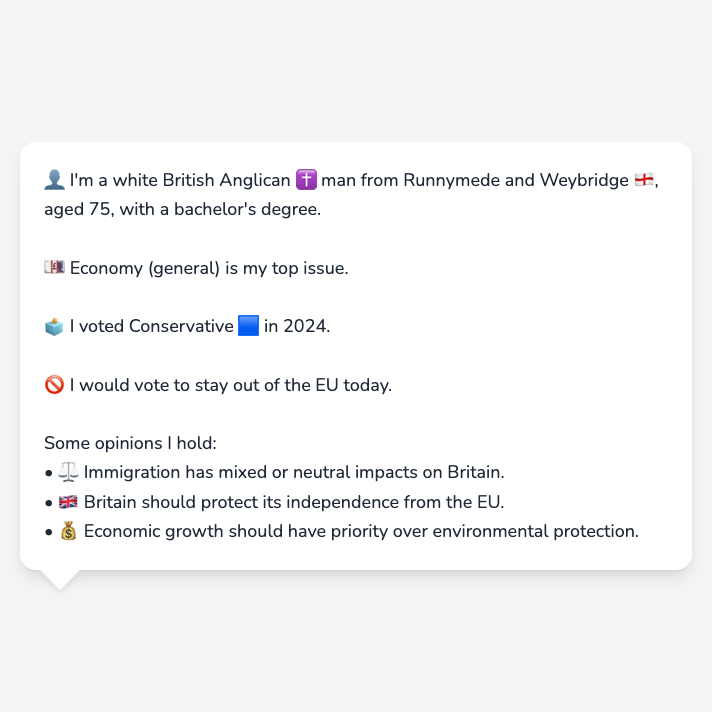 👤 I'm a white British Anglican ✝️ man from Runnymede and Weybridge 🏴󠁧󠁢󠁥󠁮󠁧󠁿,
aged 75, with a bachelor's degree.
💷 Economy (general) is my top issue.
🗳️ I voted Conservative 🟦 in 2024.
🚫 I would vote to stay out of the EU today.
Some opinions I hold:
• ⚖️ Immigration has mixed or neutral impacts on Britain.
• 🇬🇧 Britain should protect its independence from the EU.
• 💰 Economic growth should have priority over environmental protection.